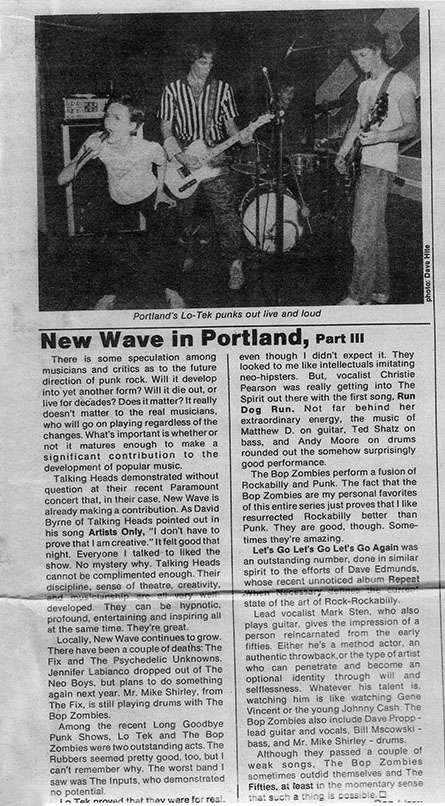 photo: Dave Hite
Portland's Lo-Tek punks out live and loud
New Wave in Portland, Part III
There is some speculation among
musicians and critics as to the future
direction of punk rock. Will it develop
into yet another form? Will it die out, or
live for decades? Does it matter? It really
doesn't matter to the real musicians,
who will go on playing regardless of the
changes. What's important is whether or
not it matures enough to make a
significant contribution to the
development of popular music.
Talking Heads demonstrated without
question at their recent Paramount
concert that, in their case, New Wave is
already making a contribution. As David
Byrne of Talking Heads pointed out in
his song Artists Only, "I don't have to
prove that I am creative." It felt good that
night. Everyone I talked to liked the
show. No mystery why. Talking Heads
cannot be complimented enough. Their
discipline, sense of theatre, creativity,
and musicianship are all very well
developed. They can be hypnotic,
profound, entertaining and inspiring all
at the same time. They're great.
Locally, New Wave continues to grow.
There have been a couple of deaths: The
Fix and The Psychedelic Unknowns.
Jennifer Labianco dropped out of The
Neo Boys, but plans to do something
again next year. Mr. Mike Shirley, from
The Fix, is still playing drums with The
Bop Zombies.
Among the recent Long Goodbye
Punk Shows, Lo Tek and The Bop
Zombies were two outstanding acts. The
Rubbers seemed pretty good, too, but I
can't remember why. The worst band I
saw was The Inputs, who demonstrated
no potential.
Lo Tek proved that they were for real,
even though I didn't expect it. They
looked to me like intellectuals imitating
neo-hipsters. But, vocalist Christie
Pearson was really getting into The
Spirit out there with the first song, Run
Dog Run. Not far behind her
extraordinary energy, the music of
Matthew D. on guitar, Ted Shatz on
bass, and Andy Moore on drums
rounded out the somehow surprisingly
good performance.
The Bop Zombies perform a fusion of
Rockabilly and Punk. The fact that the
Bop Zombies are my personal favorites
of this entire series just proves that I like
resurrected Rockabilly better than
Punk. They are good, though. Some-
times they're amazing.
Let's Go Let's Go Let's Go Again was
an outstanding number, done in similar
spirit to the efforts of Dave Edmunds,
whose recent unnoticed album Repeat
When Necessary defines the current
state of the art of Rock-Rockabilly.
Lead vocalist Mark Sten, who also
plays guitar, gives the impression of a
person reincarnated from the early
fifties. Either he's a method actor, an
authentic throwback, or the type of artist
who can penetrate and become an
optional identity through will and
selflessness. Whatever his talent is,
watching him is like watching Gene
Vincent or the young Johnny Cash. The
Bop Zombies also include Dave Propp -
lead guitar and vocals, Bill Mscowski -
bass, and Mr. Mike Shirley - drums.
Although they passed a couple of
weak songs, The Bop Zombies
sometimes outdid themselves and The
Fifties, at least in the momentary sense
that such a thing is possible.